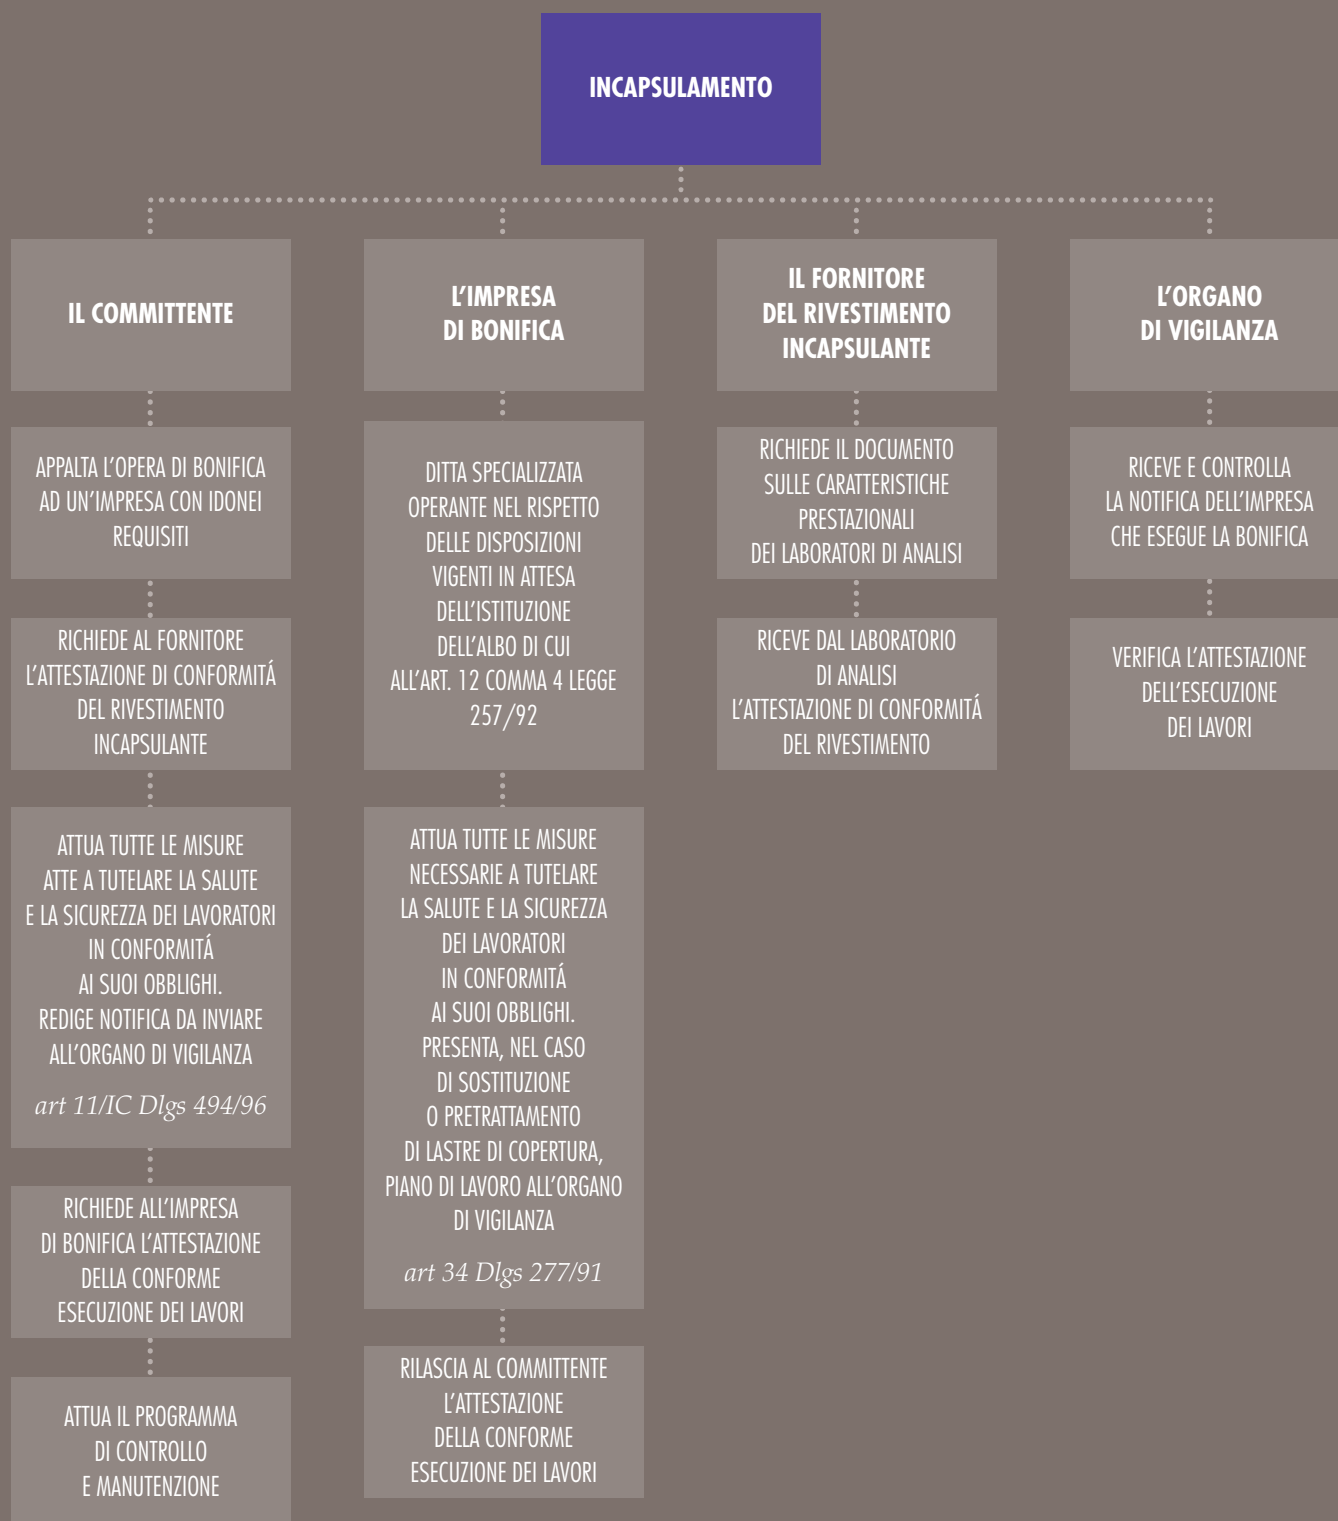 INCAPSULAMENTO
IL COMMITTENTE
APPALTA L'OPERA DI BONIFICA
AD UN'IMPRESA CON IDONEI
REQUISITI
RICHIEDE AL FORNITORE
L'ATTESTAZIONE DI CONFORMITÁ
DEL RIVESTIMENTO
INCAPSULANTE
ATTUA TUTTE LE MISURE
ATTE A TUTELARE LA SALUTE
E LA SICUREZZA DEI LAVORATORI
IN CONFORMITÁ
AI SUOI OBBLIGHI.
REDIGE NOTIFICA DA INVIARE
ALL'ORGANO DI VIGILANZA
art 11/IC Dlgs 494/96
RICHIEDE ALL'IMPRESA
DI BONIFICA L'ATTESTAZIONE
DELLA CONFORME
ESECUZIONE DEI LAVORI
ATTUA IL PROGRAMMA
DI CONTROLLO
E MANUTENZIONE
L'IMPRESA
DI BONIFICA
DITTA SPECIALIZZATA
OPERANTE NEL RISPETTO
DELLE DISPOSIZIONI
VIGENTI IN ATTESA
DELL'ISTITUZIONE
DELL'ALBO DI CUI
ALL'ART. 12 COMMA 4 LEGGE
257/92
ATTUA TUTTE LE MISURE
NECESSARIE A TUTELARE
LA SALUTE E LA SICUREZZA
DEI LAVORATORI
IN CONFORMITÁ
AI SUOI OBBLIGHI.
PRESENTA, NEL CASO
DI SOSTITUZIONE
O PRETRATTAMENTO
DI LASTRE DI COPERTURA,
PIANO DI LAVORO ALL'ORGANO
DI VIGILANZA
art 34 Dlgs 277/91
RILASCIA AL COMMITTENTE
L'ATTESTAZIONE
DELLA CONFORME
ESECUZIONE DEI LAVORI
IL FORNITORE
DEL RIVESTIMENTO
INCAPSULANTE
RICHIEDE IL DOCUMENTO
SULLE CARATTERISTICHE
PRESTAZIONALI
DEI LABORATORI DI ANALISI
RICEVE DAL LABORATORIO
DI ANALISI
L'ATTESTAZIONE DI CONFORMITÁ
DEL RIVESTIMENTO
L'ORGANO
DI VIGILANZA
RICEVE E CONTROLLA
LA NOTIFICA DELL'IMPRESA
CHE ESEGUE LA BONIFICA
VERIFICA L'ATTESTAZIONE
DELL'ESECUZIONE
DEI LAVORI